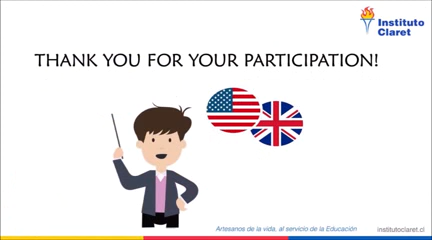 Instituto
Claret
THANK YOU FOR YOUR PARTICIPATION!
Artesanos de la vida, al servicio de la Educación
institutoclaret.cl